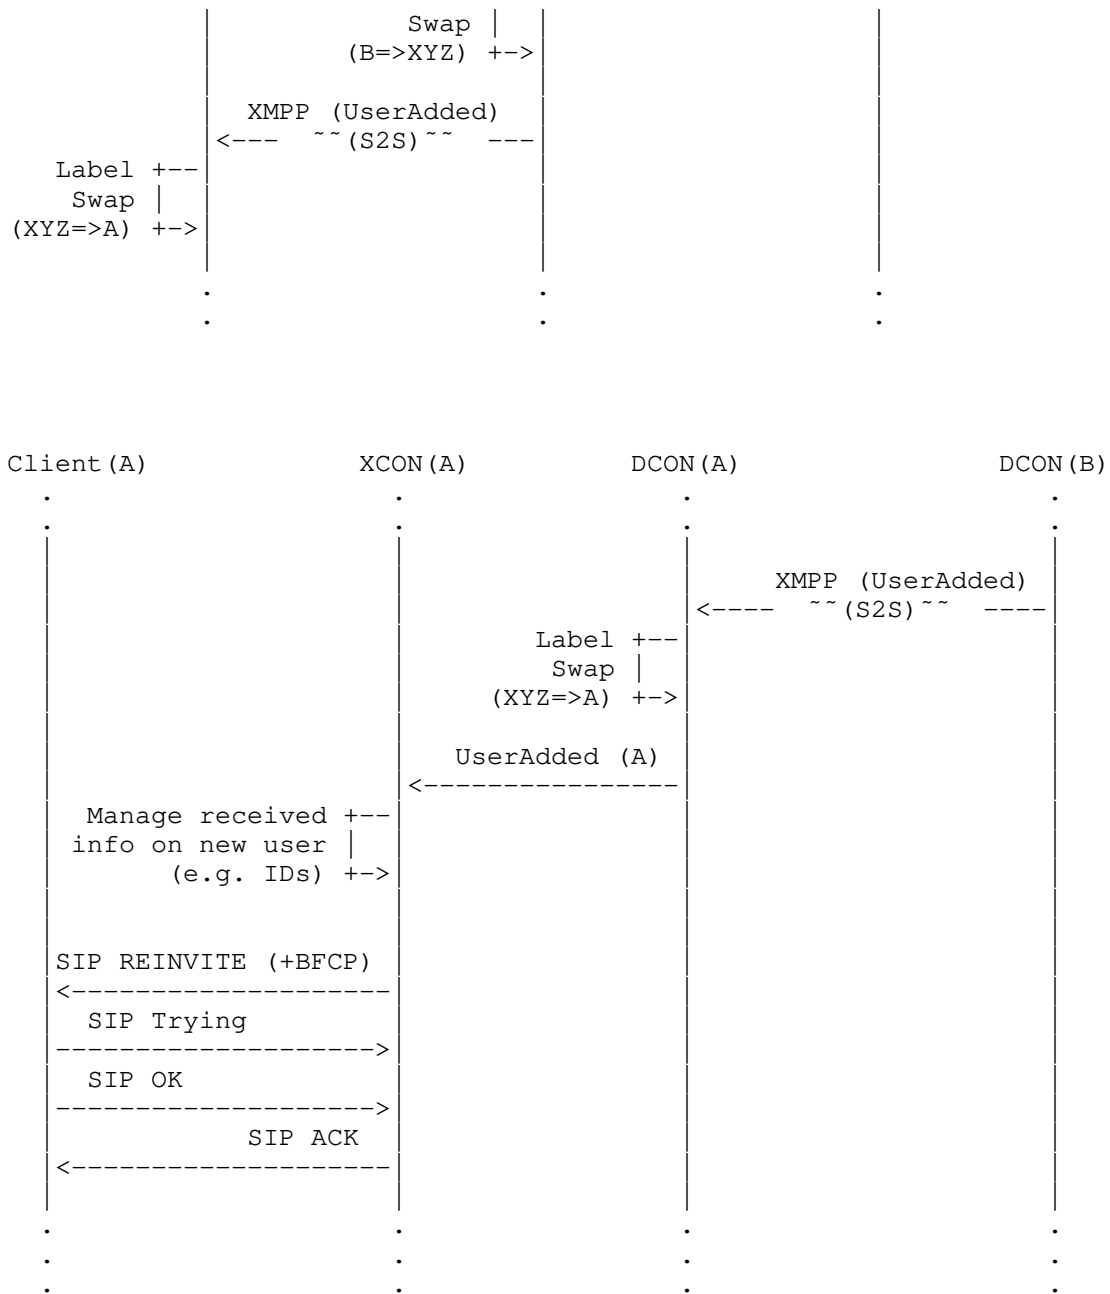 Swap |
(B=>XYZ) +->
XMPP (UserAdded)
<--- ~~(S2S)~~ ---
Label +--
Swap |
(XYZ=>A) +->
. . .
. . .
Client(A) XCON(A) DCON(A) DCON(B)
. . . .
. . . .
XMPP (UserAdded)
<---- ~~(S2S)~~ ----
Label +--
Swap |
(XYZ=>A) +->
UserAdded (A)
<----------------
Manage received +--
info on new user |
(e.g. IDs) +->
SIP REINVITE (+BFCP)
<--------------------
SIP Trying
-------------------->
SIP OK
-------------------->
SIP ACK
<--------------------
. . . .
. . . .
. . . .